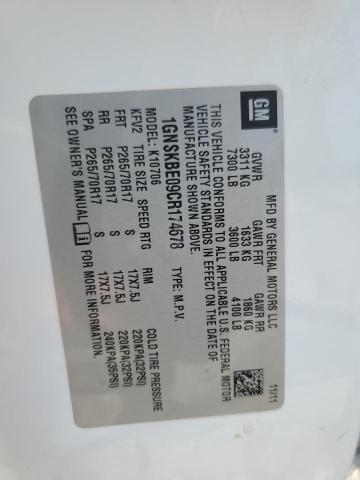 GM
MFD BY GENERAL MOTORS LLC 11/11
GVWR GAWR FRT GAWR RR
3311 KG 1633 KG 1860 KG
7300 LB 3600 LB 4100 LB
THIS VEHICLE CONFORMS TO ALL APPLICABLE U.S. FEDERAL MOTOR
VEHICLE SAFETY STANDARDS IN EFFECT ON THE DATE OF
MANUFACTURE SHOWN ABOVE.
1GNSKBE09CR174678 TYPE: M.P.V.
MODEL: K10706
KFV2 TIRE SIZE SPEED RTG RIM COLD TIRE PRESSURE
FRT P265/70R17 S 17X7.5J 220KPA(32PSI)
RR P265/70R17 S 17X7.5J 220KPA(32PSI)
SPA P265/70R17 S 17X7.5J 240KPA(35PSI)
SEE OWNER'S MANUAL FOR MORE INFORMATION.